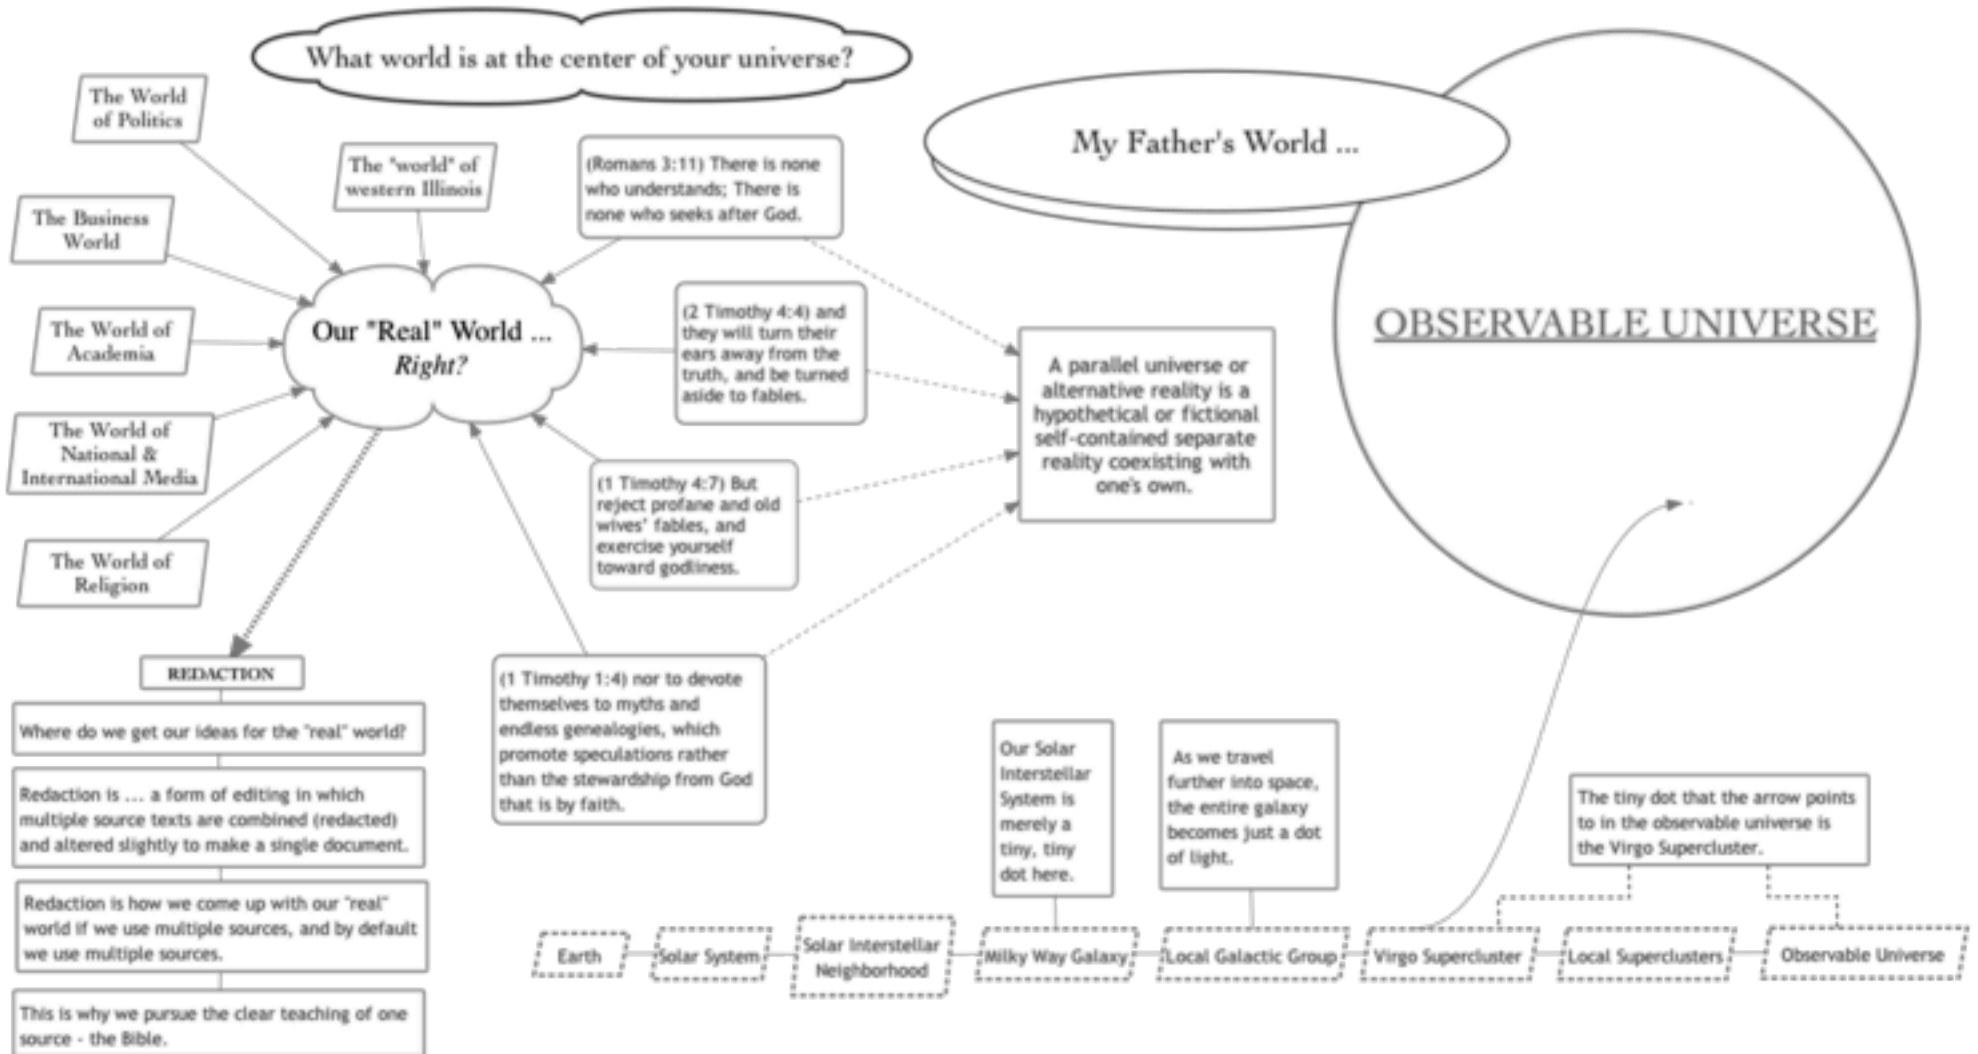 What world is at the center of your universe?
The World
of Politics
The "world" of
western Illinois
The Business
World
The World of
Academia
The World of
National &
International Media
The World of
Religion
Our "Real" World ...
Right?
(Romans 3:11) There is none
who understands; There is
none who seeks after God.
(2 Timothy 4:4) and
they will turn their
ears away from the
truth, and be turned
aside to fables.
(1 Timothy 4:7) But
reject profane and old
wives' fables, and
exercise yourself
toward godliness.
(1 Timothy 1:4) nor to devote
themselves to myths and
endless genealogies, which
promote speculations rather
than the stewardship from God
that is by faith.
A parallel universe or
alternative reality is a
hypothetical or fictional
self-contained separate
reality coexisting with
one's own.
My Father's World ...
OBSERVABLE UNIVERSE
REDACTION
Where do we get our ideas for the "real" world?
Redaction is ... a form of editing in which
multiple source texts are combined (redacted)
and altered slightly to make a single document.
Redaction is how we come up with our "real"
world if we use multiple sources, and by default
we use multiple sources.
This is why we pursue the clear teaching of one
source - the Bible.
Our Solar
Interstellar
System is
merely a
tiny, tiny
dot here.
As we travel
further into space,
the entire galaxy
becomes just a dot
of light.
The tiny dot that the arrow points
to in the observable universe is
the Virgo Supercluster.
Earth
Solar System
Solar Interstellar
Neighborhood
Milky Way Galaxy
Local Galactic Group
Virgo Supercluster
Local Superclusters
Observable Universe